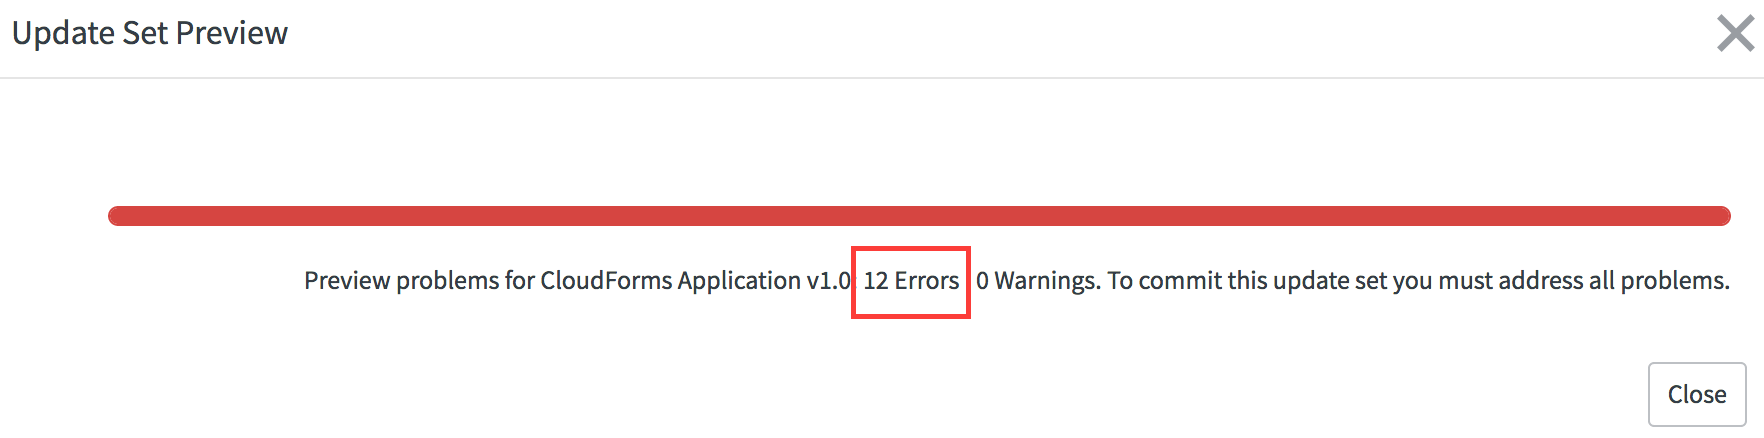 Update Set Preview
Preview problems for CloudForms Application v1.0: 12 Errors 0 Warnings. To commit this update set you must address all problems.
Close